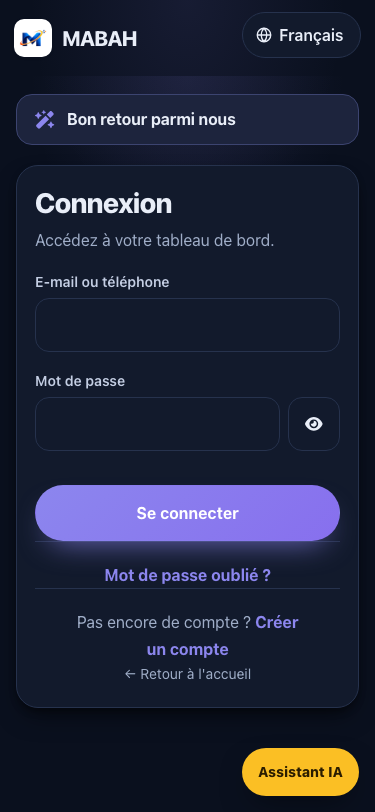 MABAH
Français
Bon retour parmi nous
Connexion
Accédez à votre tableau de bord.
E-mail ou téléphone
Mot de passe
Se connecter
Mot de passe oublié ?
Pas encore de compte ? Créer
un compte
← Retour à l'accueil
Assistant IA